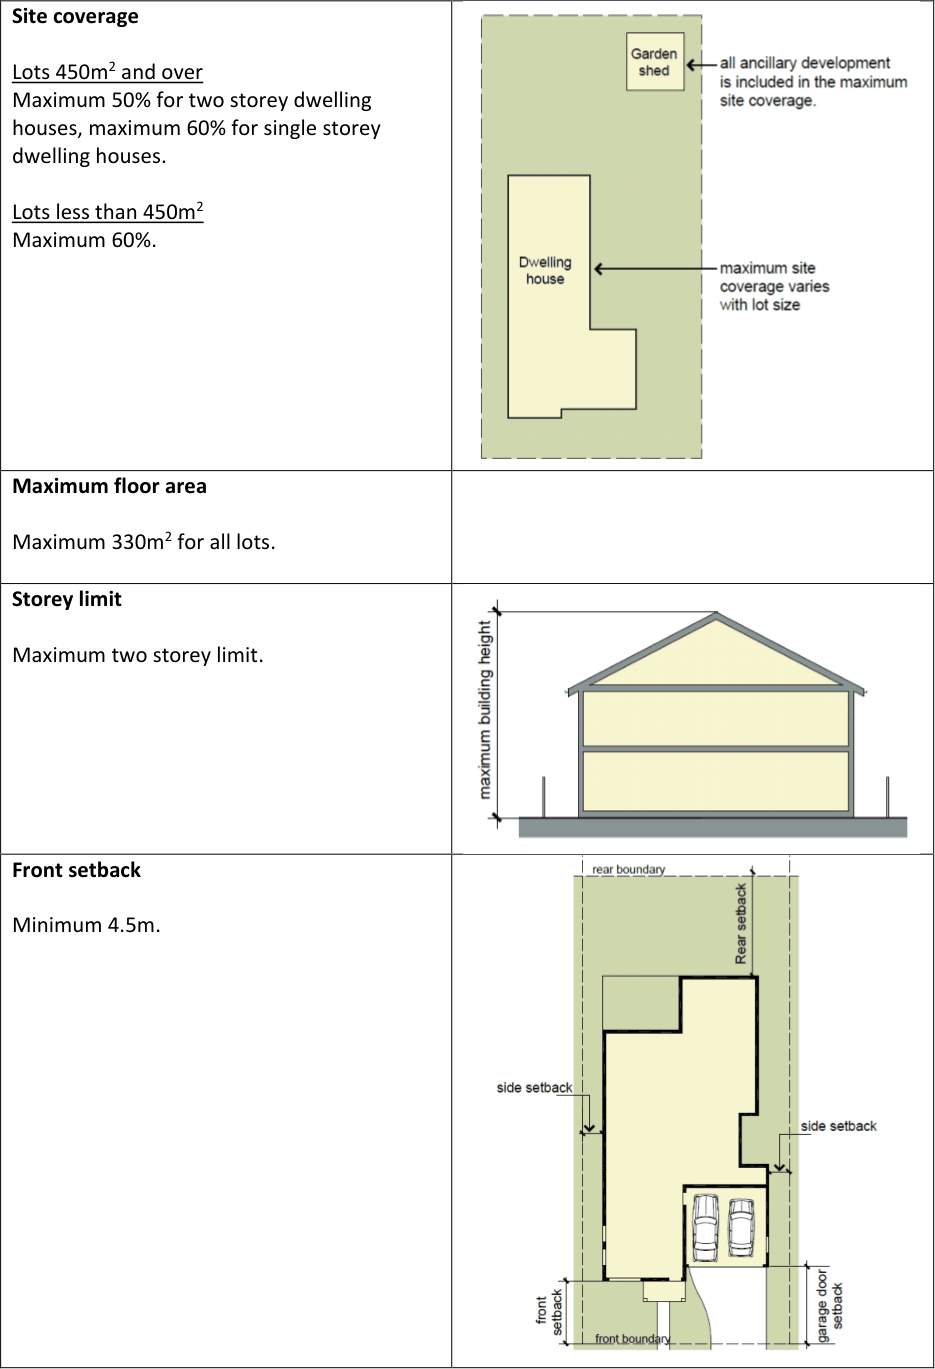 Site coverage
Lots 450m² and over
Maximum 50% for two storey dwelling
houses, maximum 60% for single storey
dwelling houses.
Lots less than 450m²
Maximum 60%.
Garden
shed
all ancillary development
is included in the maximum
site coverage.
Dwelling
house
maximum site
coverage varies
with lot size
Maximum floor area
Maximum 330m² for all lots.
Storey limit
Maximum two storey limit.
maximum building height
Front setback
Minimum 4.5m.
rear boundary
Rear setback
side setback
side setback
front
setback
front boundary
garage door
setback